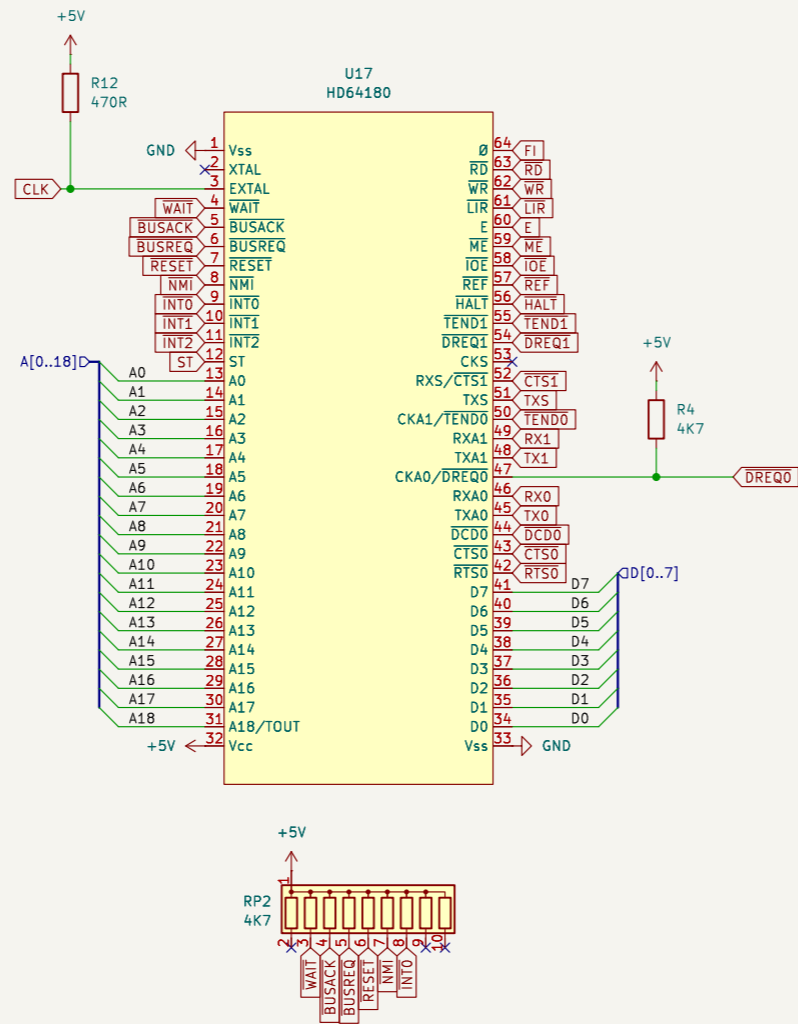 +5V
R12
470R
U17
HD64180
GND 1 Vss
2 XTAL
CLK 3 EXTAL
WAIT 4 WAIT
BUSACK 5 BUSACK
BUSREQ 6 BUSREQ
RESET 7 RESET
NMI 8 NMI
INT0 9 INT0
INT1 10 INT1
INT2 11 INT2
ST 12 ST
A[0..18]
A0 13 A0
A1 14 A1
A2 15 A2
A3 16 A3
A4 17 A4
A5 18 A5
A6 19 A6
A7 20 A7
A8 21 A8
A9 22 A9
A10 23 A10
A11 24 A11
A12 25 A12
A13 26 A13
A14 27 A14
A15 28 A15
A16 29 A16
A17 30 A17
A18 31 A18/TOUT
+5V 32 Vcc
Ø 64 FI
RD 63 RD
WR 62 WR
LIR 61 LIR
E 60 E
ME 59 ME
IOE 58 IOE
REF 57 REF
HALT 56 HALT
TEND1 55 TEND1
DREQ1 54 DREQ1
CKS 53
RXS/CTS1 52 CTS1
TXS 51 TXS
CKA1/TEND0 50 TEND0
RXA1 49 RX1
TXA1 48 TX1
CKA0/DREQ0 47 DREQ0
+5V
R4
4K7
RXA0 46 RX0
TXA0 45 TX0
DCD0 44 DCD0
CTS0 43 CTS0
RTS0 42 RTS0
D[0..7]
D7 41 D7
D6 40 D6
D5 39 D5
D4 38 D4
D3 37 D3
D2 36 D2
D1 35 D1
D0 34 D0
Vss 33 GND
+5V
RP2
4K7
1
2 3 4 5 6 7 8 9 10
WAIT
BUSACK
BUSREQ
RESET
NMI
INT0